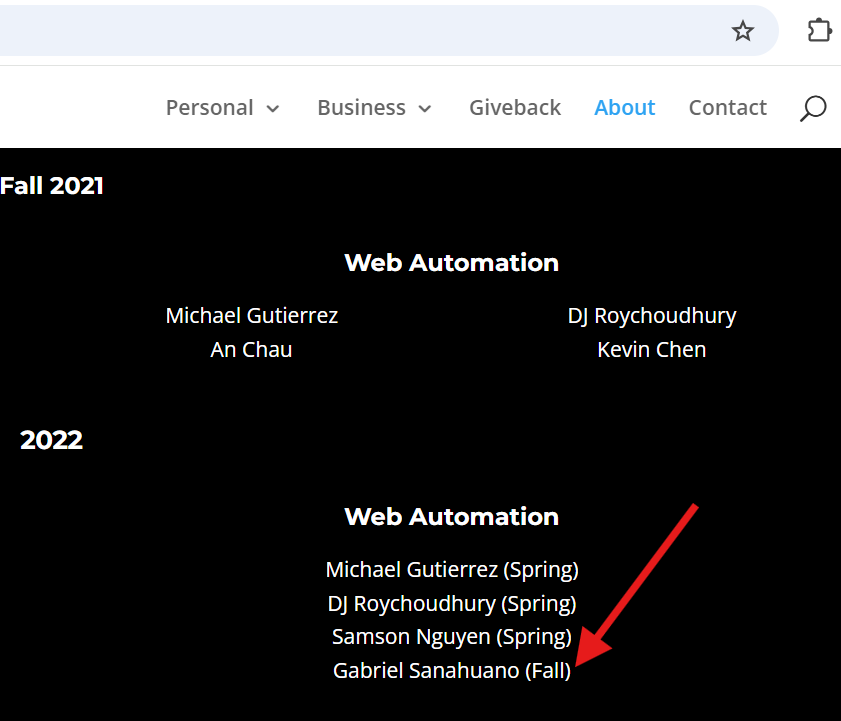 Personal Business Giveback About Contact
Fall 2021
Web Automation
Michael Gutierrez DJ Roychoudhury
An Chau Kevin Chen
2022
Web Automation
Michael Gutierrez (Spring)
DJ Roychoudhury (Spring)
Samson Nguyen (Spring)
Gabriel Sanahuano (Fall)